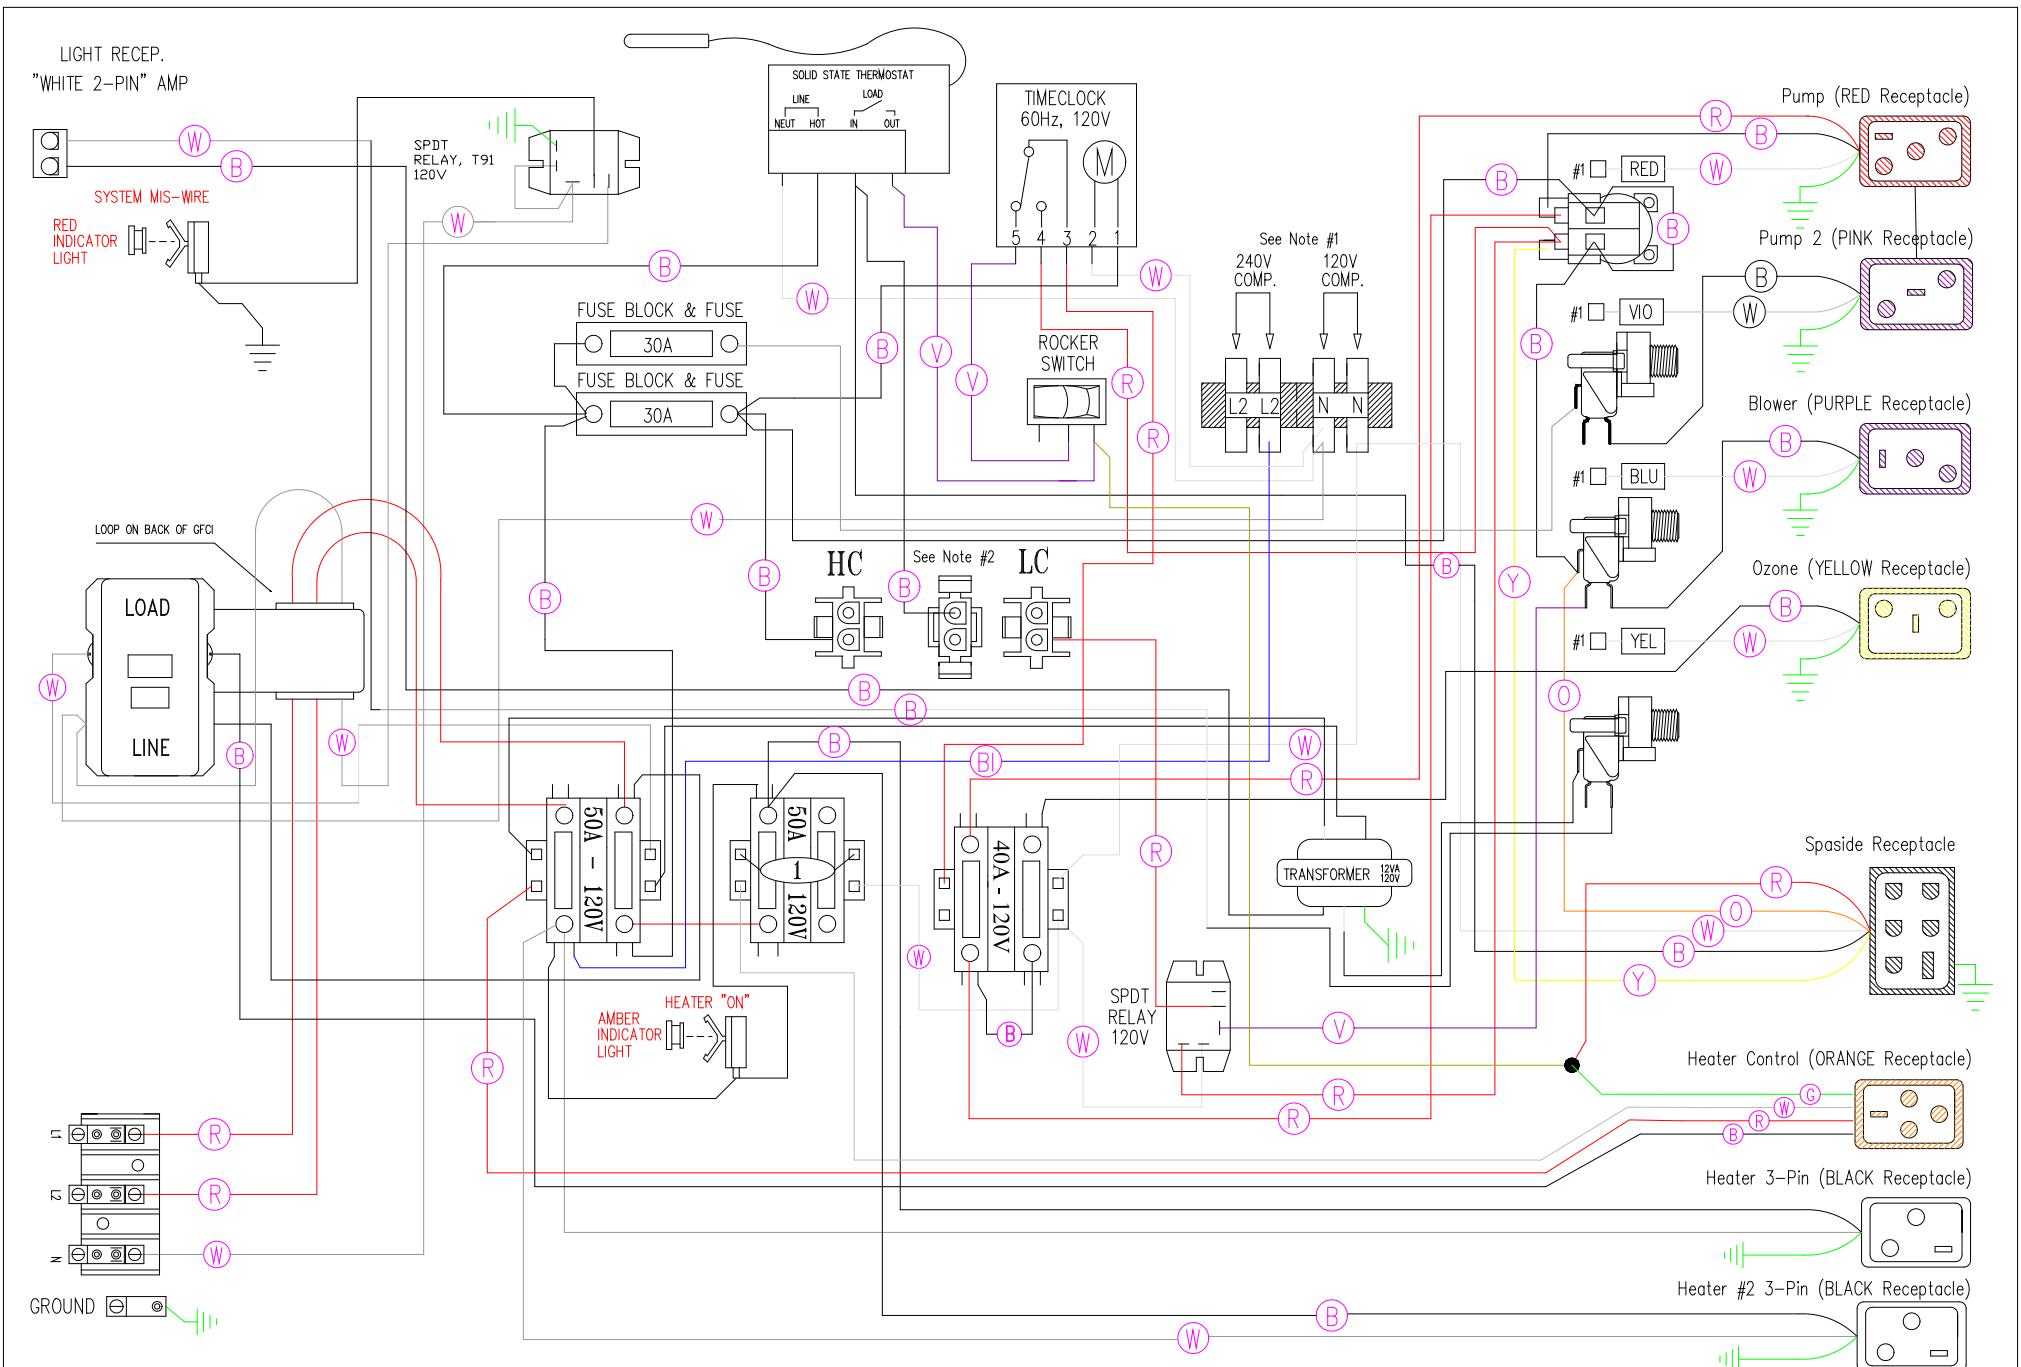 LIGHT RECEP.
"WHITE 2-PIN" AMP
W
B
SYSTEM MIS-WIRE
RED
INDICATOR
LIGHT
SPDT
RELAY, T91
120V
W
B
SOLID STATE THERMOSTAT
LINE
LOAD
NEUT HOT IN OUT
W
TIMECLOCK
60Hz, 120V
M
5 4 3 2 1
W
See Note #1
240V
COMP.
120V
COMP.
L2 L2 N N
FUSE BLOCK & FUSE
30A
FUSE BLOCK & FUSE
30A
B
V
V
ROCKER
SWITCH
R
R
Pump (RED Receptacle)
R
B
#1 RED W
B
B
Pump 2 (PINK Receptacle)
B
#1 VIO W
B
Blower (PURPLE Receptacle)
B
#1 BLU W
Ozone (YELLOW Receptacle)
B
#1 YEL W
Y
B
O
LOOP ON BACK OF GFCI
LOAD
LINE
W
B
W
W
B
B
HC
See Note #2
LC
B
B
B
B
BI
W
R
R
50A - 120V
50A 120V
1
40A - 120V
TRANSFORMER 12VA
120V
Spaside Receptacle
R
O
W
B
Y
HEATER "ON"
AMBER
INDICATOR
LIGHT
R
W
B
W
SPDT
RELAY
120V
V
R
R
Heater Control (ORANGE Receptacle)
G
W
R
B
L1
R
L2
R
N
W
GROUND
Heater 3-Pin (BLACK Receptacle)
Heater #2 3-Pin (BLACK Receptacle)
B
W